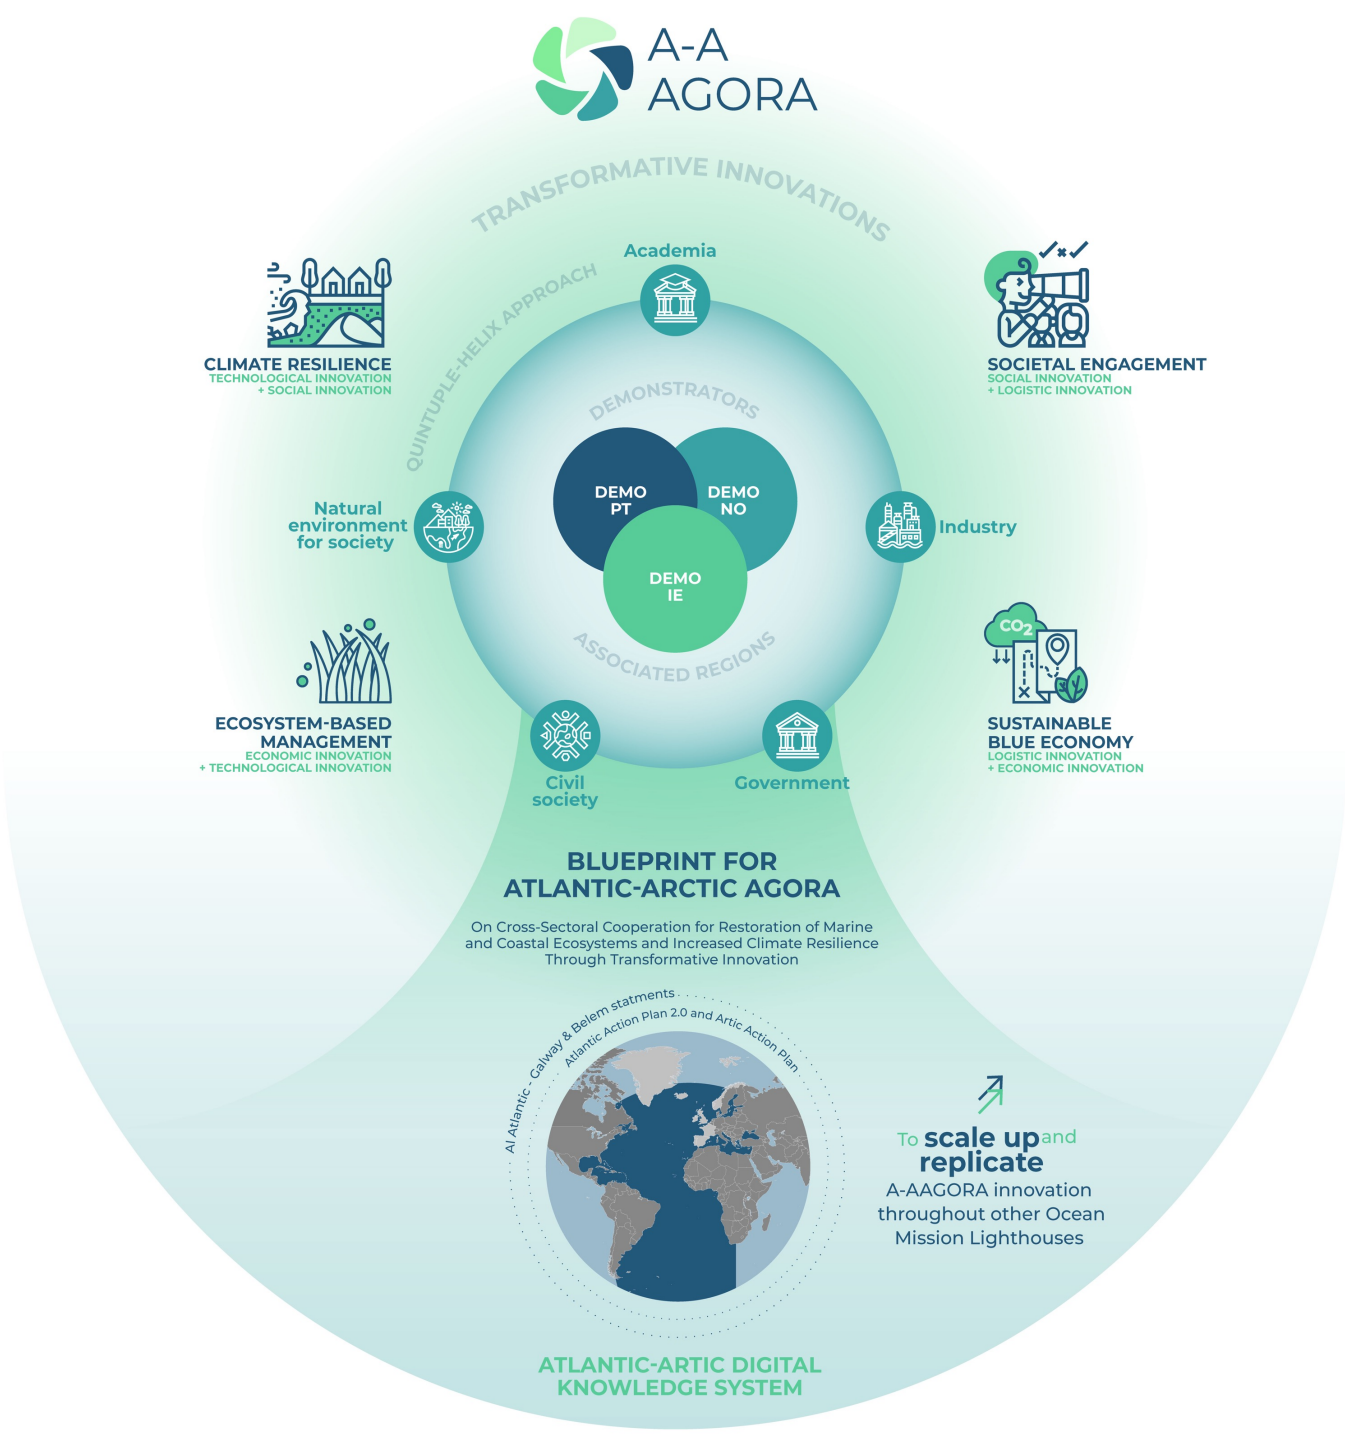 A-A
AGORA
TRANSFORMATIVE INNOVATIONS
QUINTUPLE-HELIX APPROACH
Academia
CLIMATE RESILIENCE
TECHNOLOGICAL INNOVATION
+ SOCIAL INNOVATION
SOCIETAL ENGAGEMENT
SOCIAL INNOVATION
+ LOGISTIC INNOVATION
DEMONSTRATORS
DEMO
PT
DEMO
NO
DEMO
IE
ASSOCIATED REGIONS
Natural
environment
for society
Industry
ECOSYSTEM-BASED
MANAGEMENT
ECONOMIC INNOVATION
+ TECHNOLOGICAL INNOVATION
CO2
SUSTAINABLE
BLUE ECONOMY
LOGISTIC INNOVATION
+ ECONOMIC INNOVATION
Civil
society
Government
BLUEPRINT FOR
ATLANTIC-ARCTIC AGORA
On Cross-Sectoral Cooperation for Restoration of Marine
and Coastal Ecosystems and Increased Climate Resilience
Through Transformative Innovation
Al Atlantic - Galway & Belem statments
Atlantic Action Plan 2.0 and Artic Action Plan
To scale up and
replicate
A-AAGORA innovation
throughout other Ocean
Mission Lighthouses
ATLANTIC-ARTIC DIGITAL
KNOWLEDGE SYSTEM